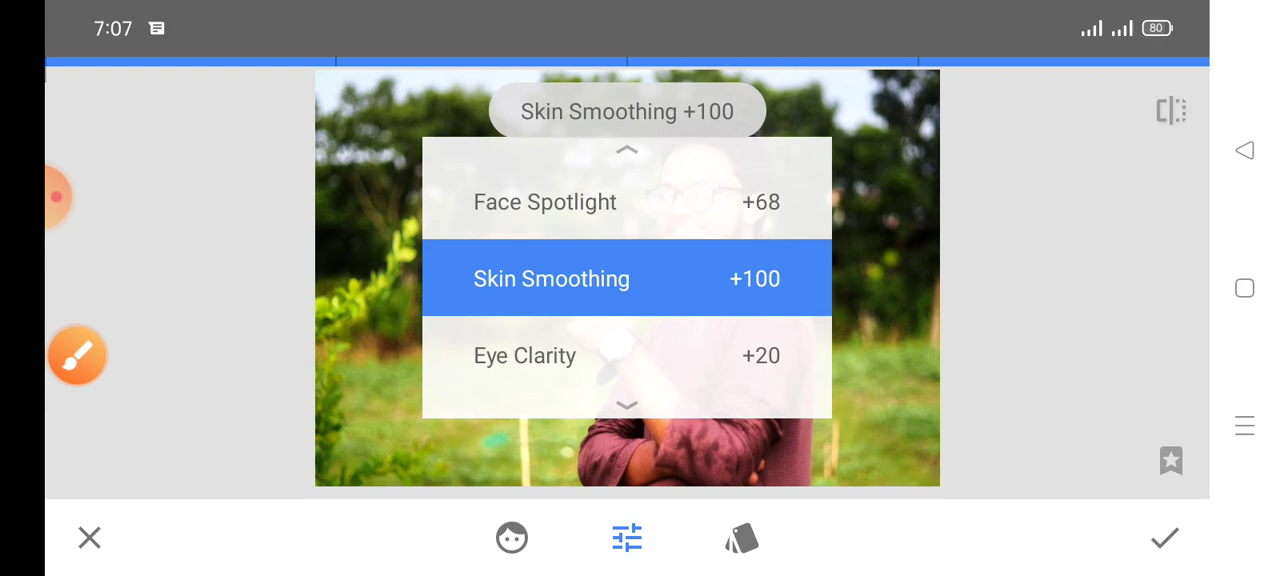 7:07
80
Skin Smoothing +100
Face Spotlight +68
Skin Smoothing +100
Eye Clarity +20